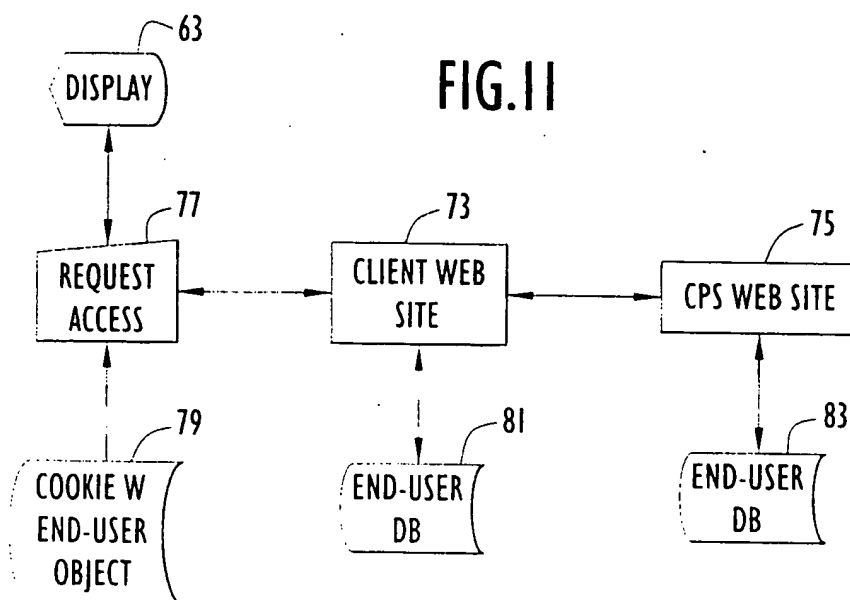 63
DISPLAY
FIG.11
77
REQUEST
ACCESS
73
CLIENT WEB
SITE
75
CPS WEB SITE
79
COOKIE W
END-USER
OBJECT
81
END-USER
DB
83
END-USER
DB